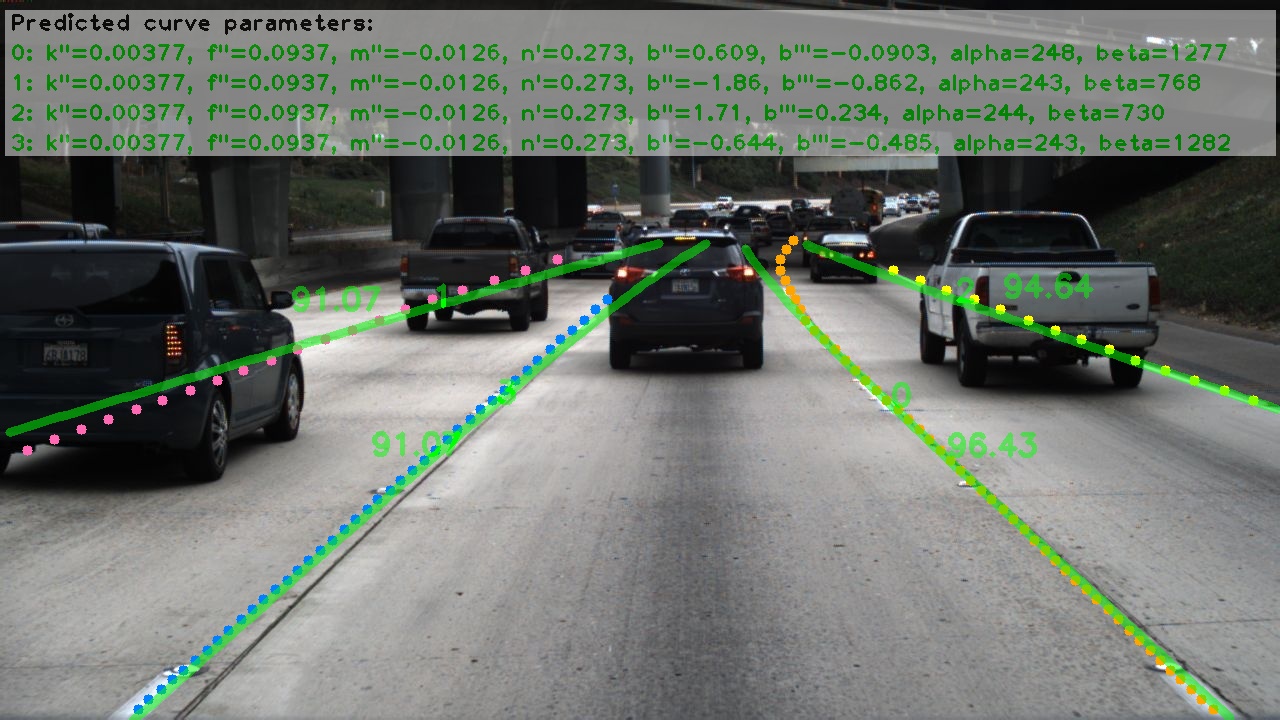 Predicted curve parameters:
0: k''=0.00377, f''=0.0937, m''=-0.0126, n'=0.273, b''=0.609, b'''=-0.0903, alpha=248, beta=1277
1: k''=0.00377, f''=0.0937, m''=-0.0126, n'=0.273, b''=-1.86, b'''=-0.862, alpha=243, beta=768
2: k''=0.00377, f''=0.0937, m''=-0.0126, n'=0.273, b''=1.71, b'''=0.234, alpha=244, beta=730
3: k''=0.00377, f''=0.0937, m''=-0.0126, n'=0.273, b''=-0.644, b'''=-0.485, alpha=243, beta=1282
91.07 1
2 94.64
3
0
91.07
96.43